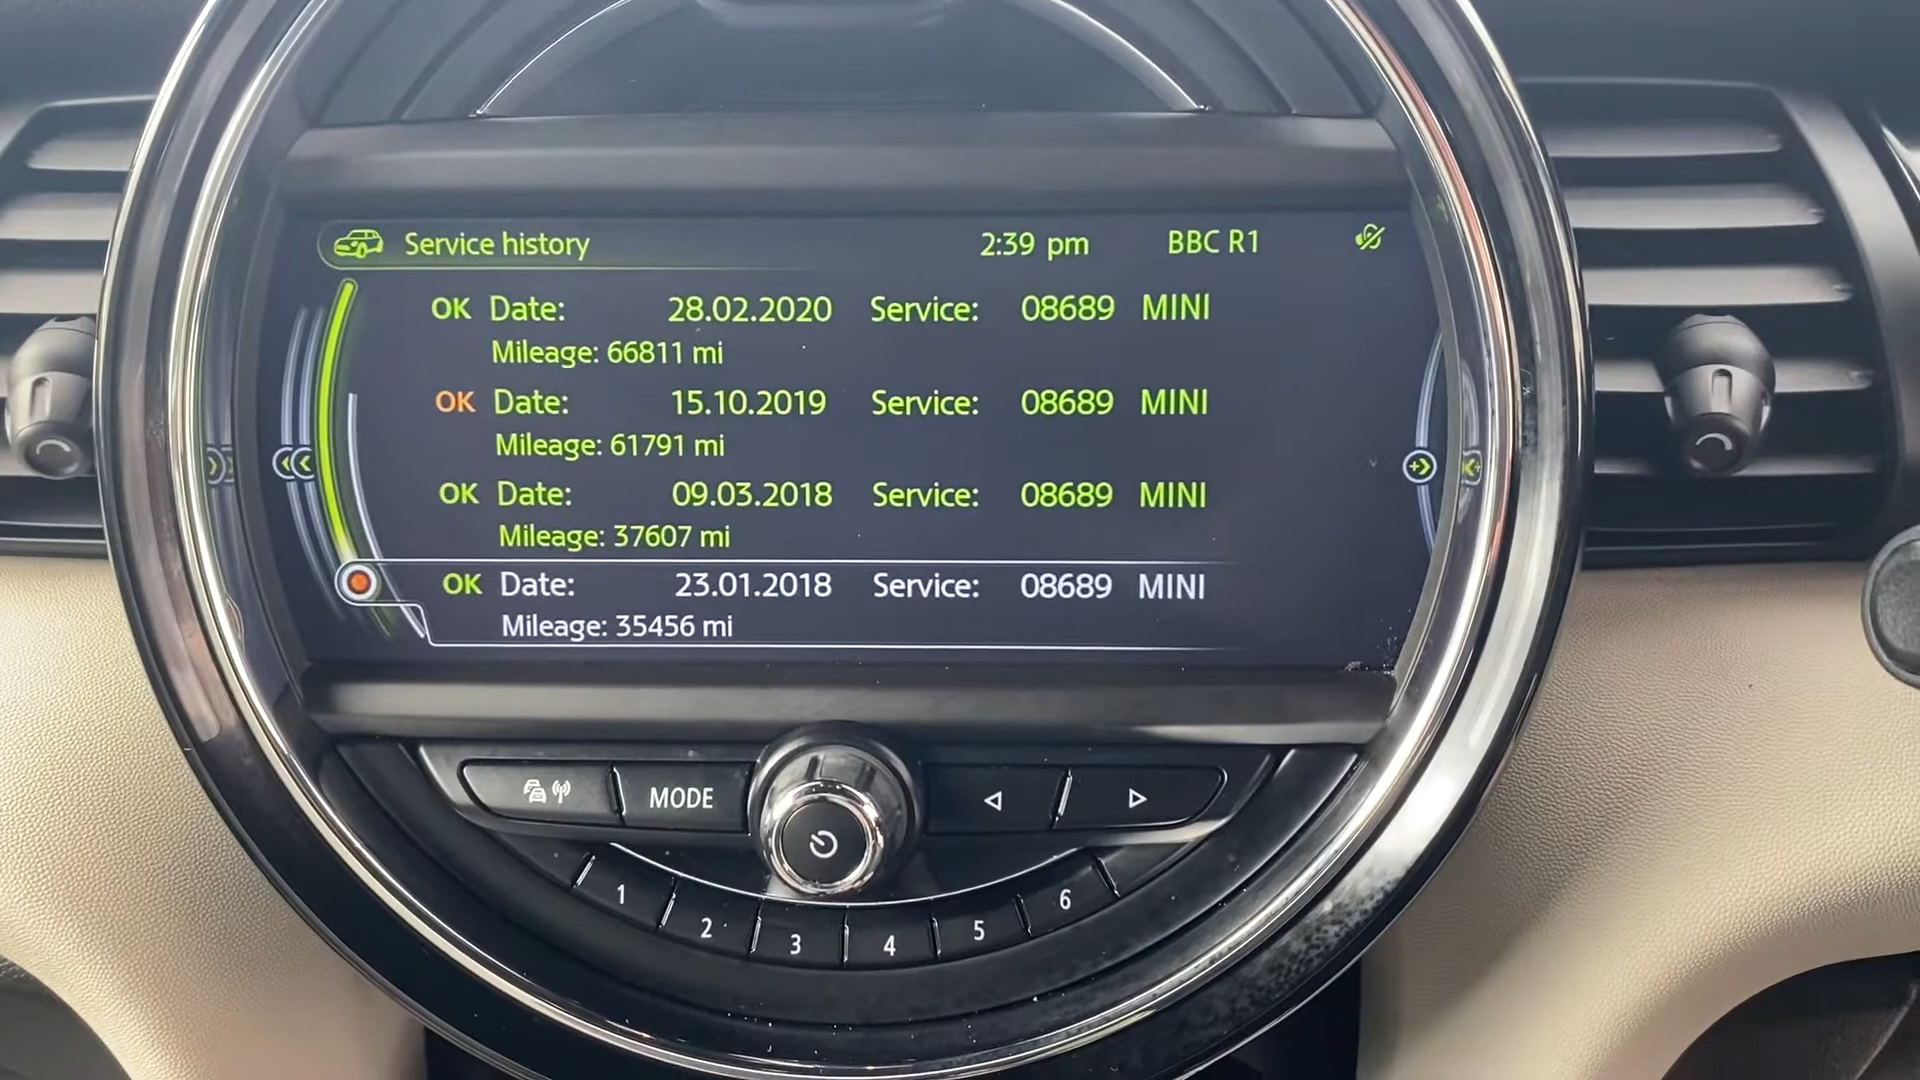 Service history 2:39 pm BBC R1
OK Date: 28.02.2020 Service: 08689 MINI
Mileage: 66811 mi
OK Date: 15.10.2019 Service: 08689 MINI
Mileage: 61791 mi
OK Date: 09.03.2018 Service: 08689 MINI
Mileage: 37607 mi
OK Date: 23.01.2018 Service: 08689 MINI
Mileage: 35456 mi
MODE
1 2 3 4 5 6